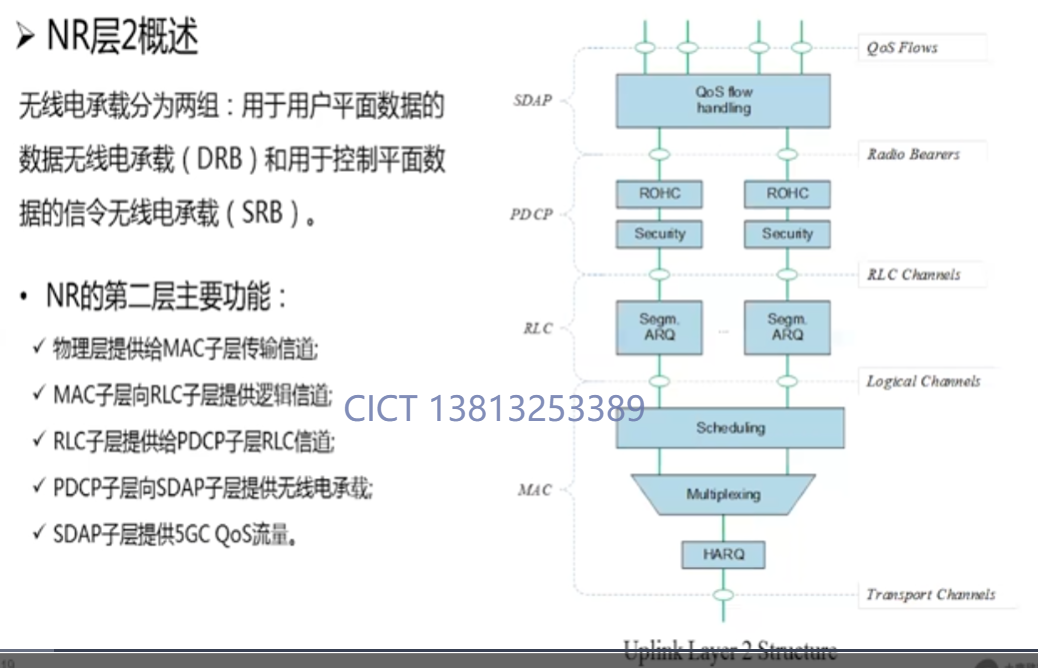 NR层2概述
无线电承载分为两组：用于用户平面数据的
数据无线电承载（DRB）和用于控制平面数
据的信令无线电承载（SRB）。
• NR的第二层主要功能：
✓ 物理层提供给MAC子层传输信道;
✓ MAC子层向RLC子层提供逻辑信道;
✓ RLC子层提供给PDCP子层RLC信道;
✓ PDCP子层向SDAP子层提供无线电承载;
✓ SDAP子层提供5GC QoS流量。
CICT 13813253389
QoS Flows
SDAP
QoS flow
handling
Radio Bearers
ROHC ROHC
PDCP
Security Security
RLC Channels
RLC
Segm. Segm.
ARQ ... ARQ
Logical Channels
Scheduling
MAC
Multiplexing
HARQ
Transport Channels
Uplink Layer 2 Structure
19